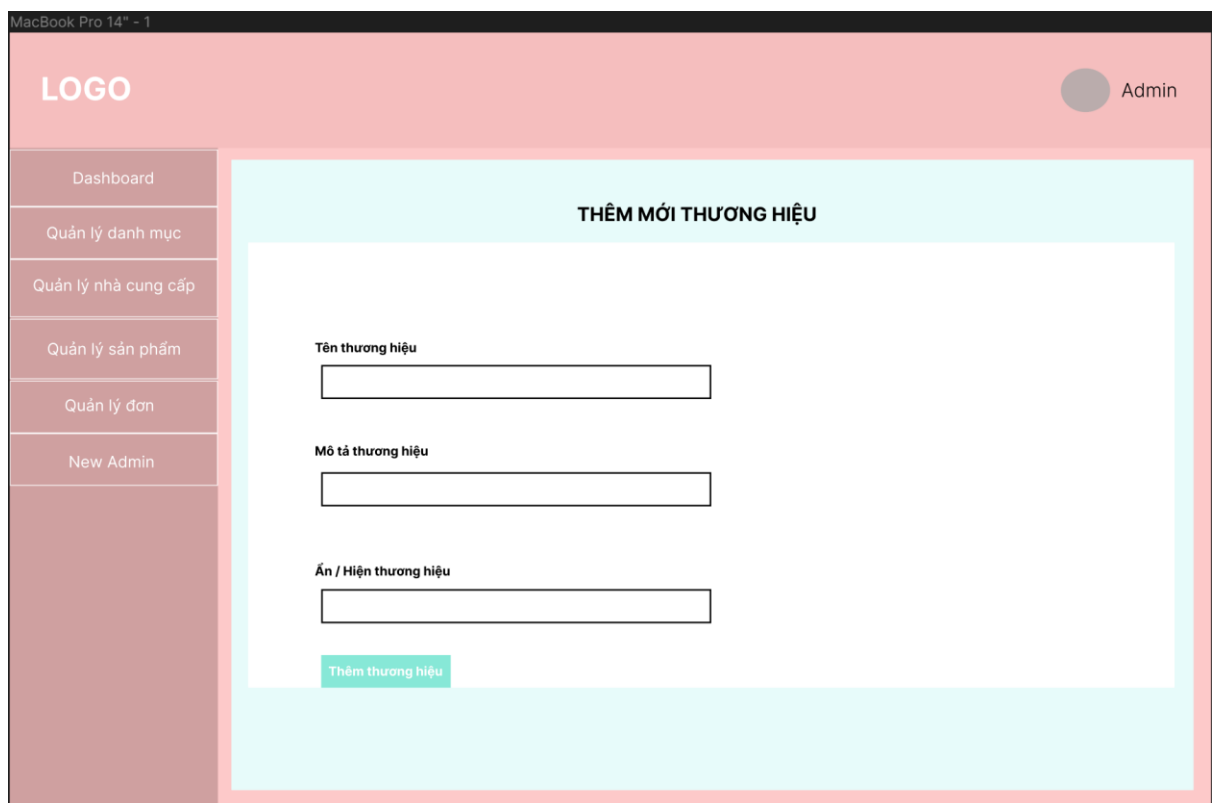 MacBook Pro 14" - 1
LOGO
Admin
Dashboard
Quản lý danh mục
Quản lý nhà cung cấp
Quản lý sản phẩm
Quản lý đơn
New Admin
THÊM MỚI THƯƠNG HIỆU
Tên thương hiệu
Mô tả thương hiệu
Ẩn / Hiện thương hiệu
Thêm thương hiệu